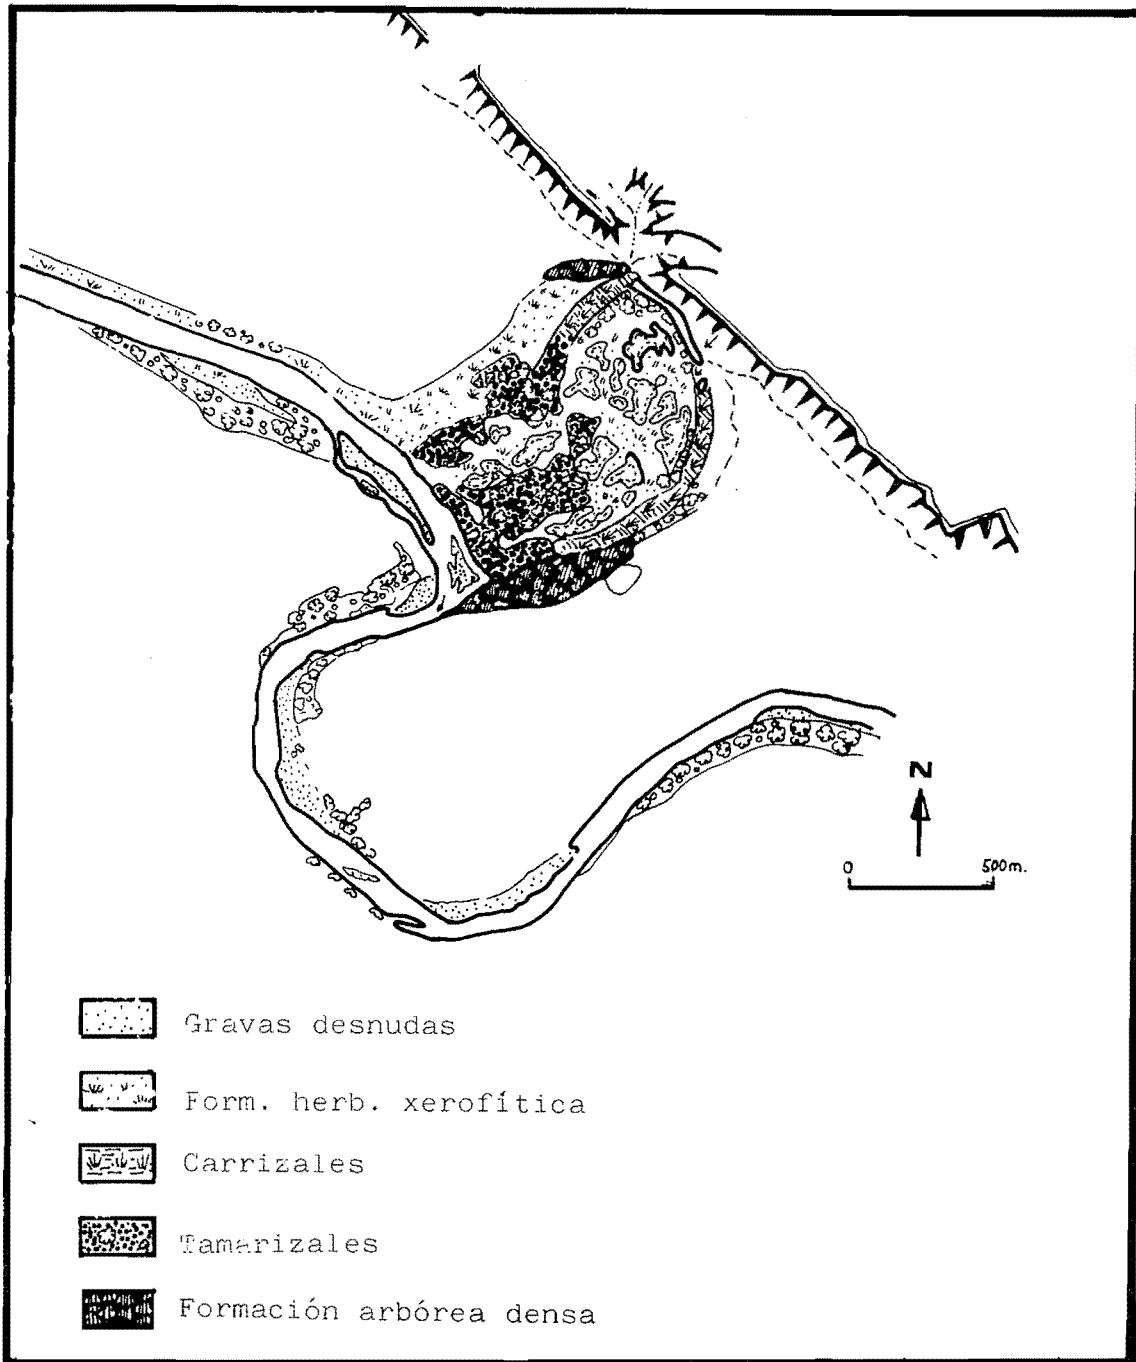 N
0 500m.
Gravas desnudas
Form. herb. xerofítica
Carrizales
Tamarizales
Formación arbórea densa